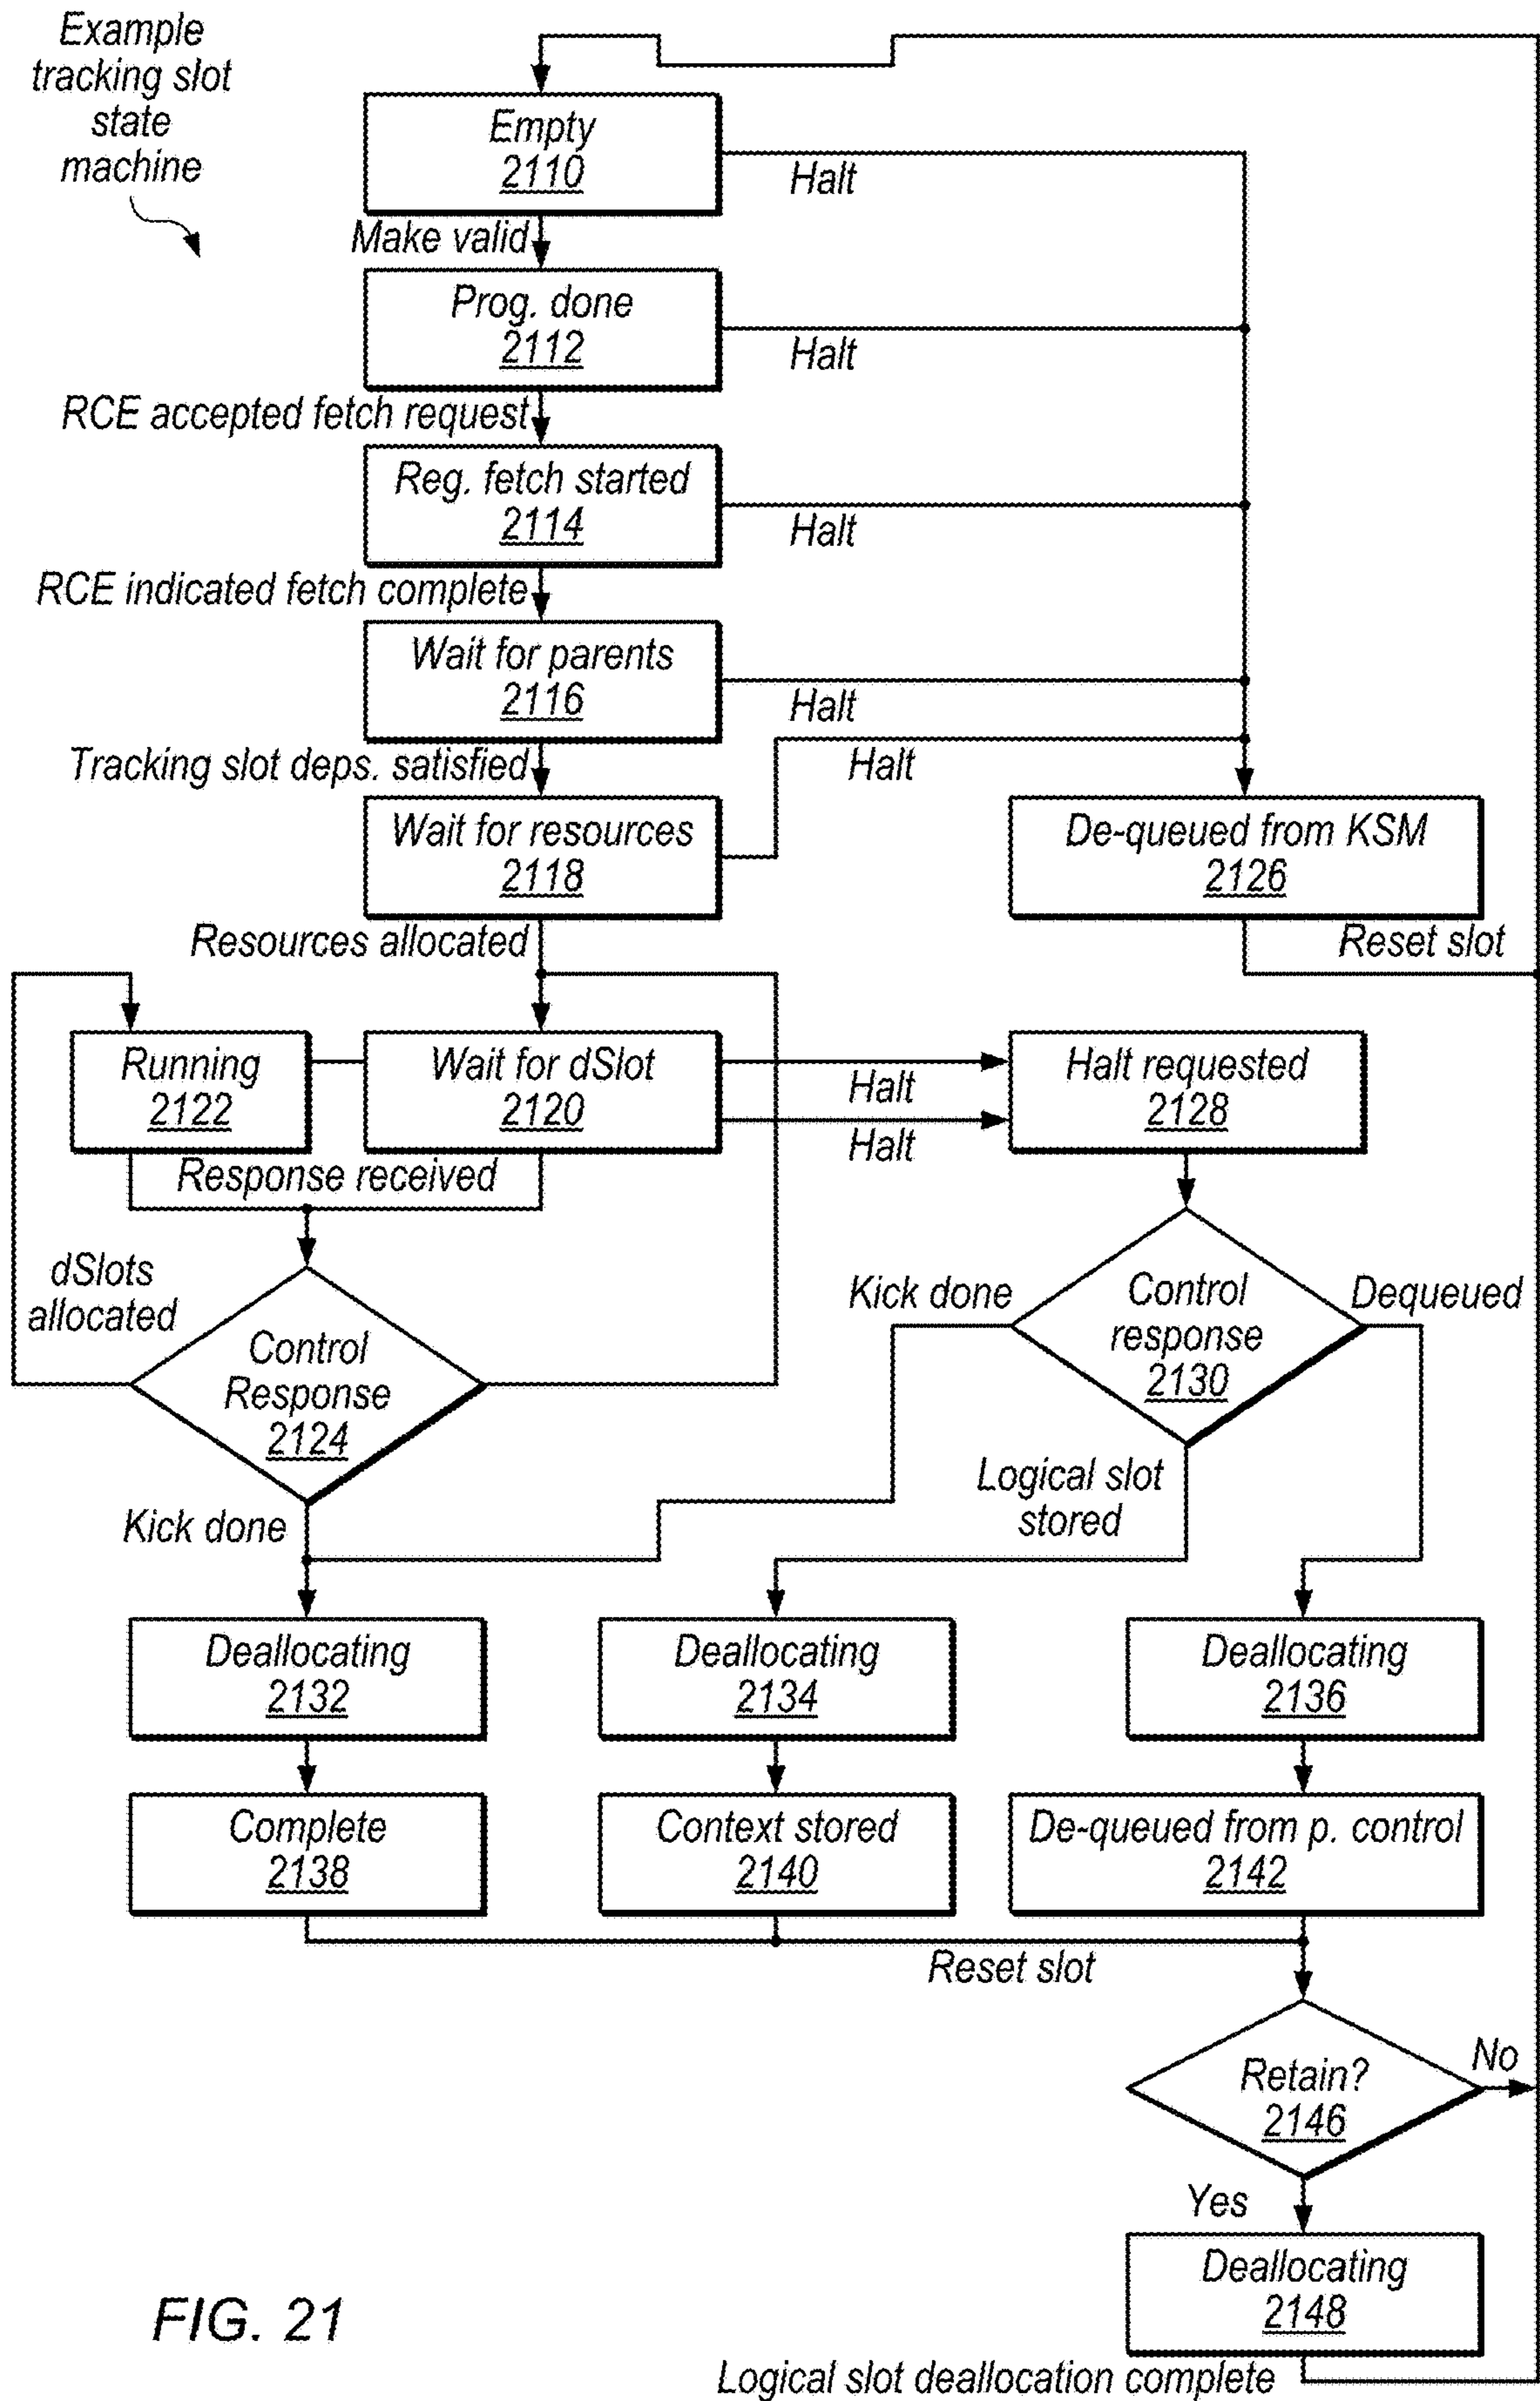 Example
tracking slot
state
machine
Empty
2110
Halt
Make valid
Prog. done
2112
Halt
RCE accepted fetch request
Reg. fetch started
2114
Halt
RCE indicated fetch complete
Wait for parents
2116
Halt
Tracking slot deps. satisfied
Halt
Wait for resources
2118
De-queued from KSM
2126
Resources allocated
Reset slot
Running
2122
Wait for dSlot
2120
Halt
Halt
Halt requested
2128
Response received
dSlots
allocated
Control
Response
2124
Kick done
Control
response
2130
Dequeued
Logical slot
stored
Kick done
Deallocating
2132
Deallocating
2134
Deallocating
2136
Complete
2138
Context stored
2140
De-queued from p. control
2142
Reset slot
Retain?
2146
No
Yes
Deallocating
2148
Logical slot deallocation complete
FIG. 21